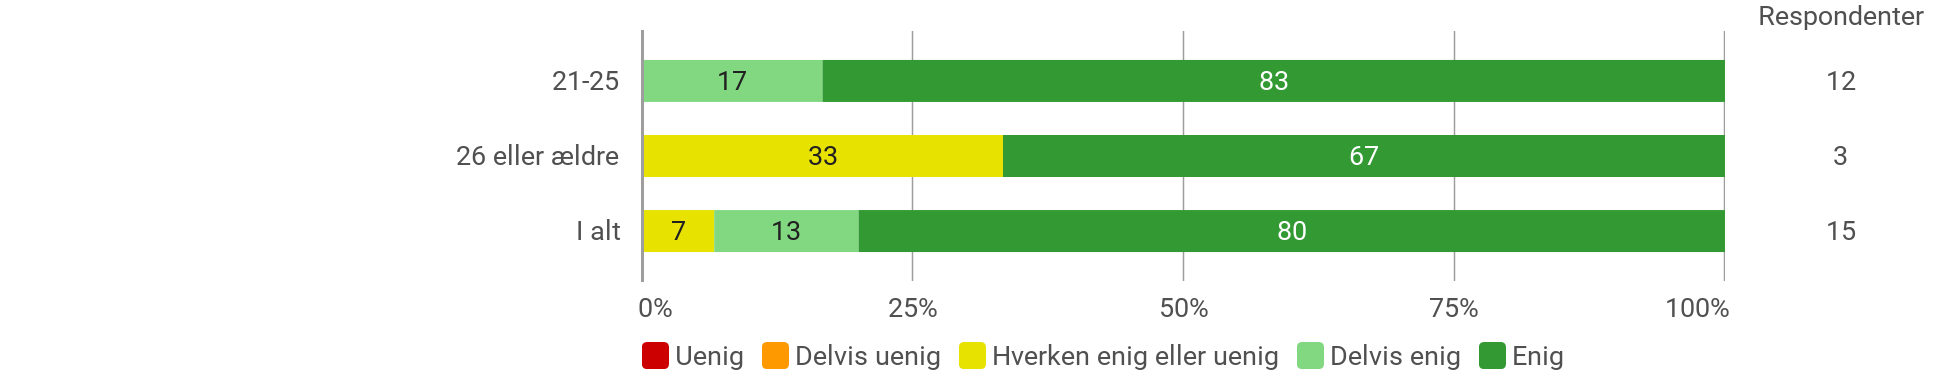 Respondenter
21-25 17 83 12
26 eller ældre 33 67 3
I alt 7 13 80 15
0% 25% 50% 75% 100%
Uenig Delvis uenig Hverken enig eller uenig Delvis enig Enig